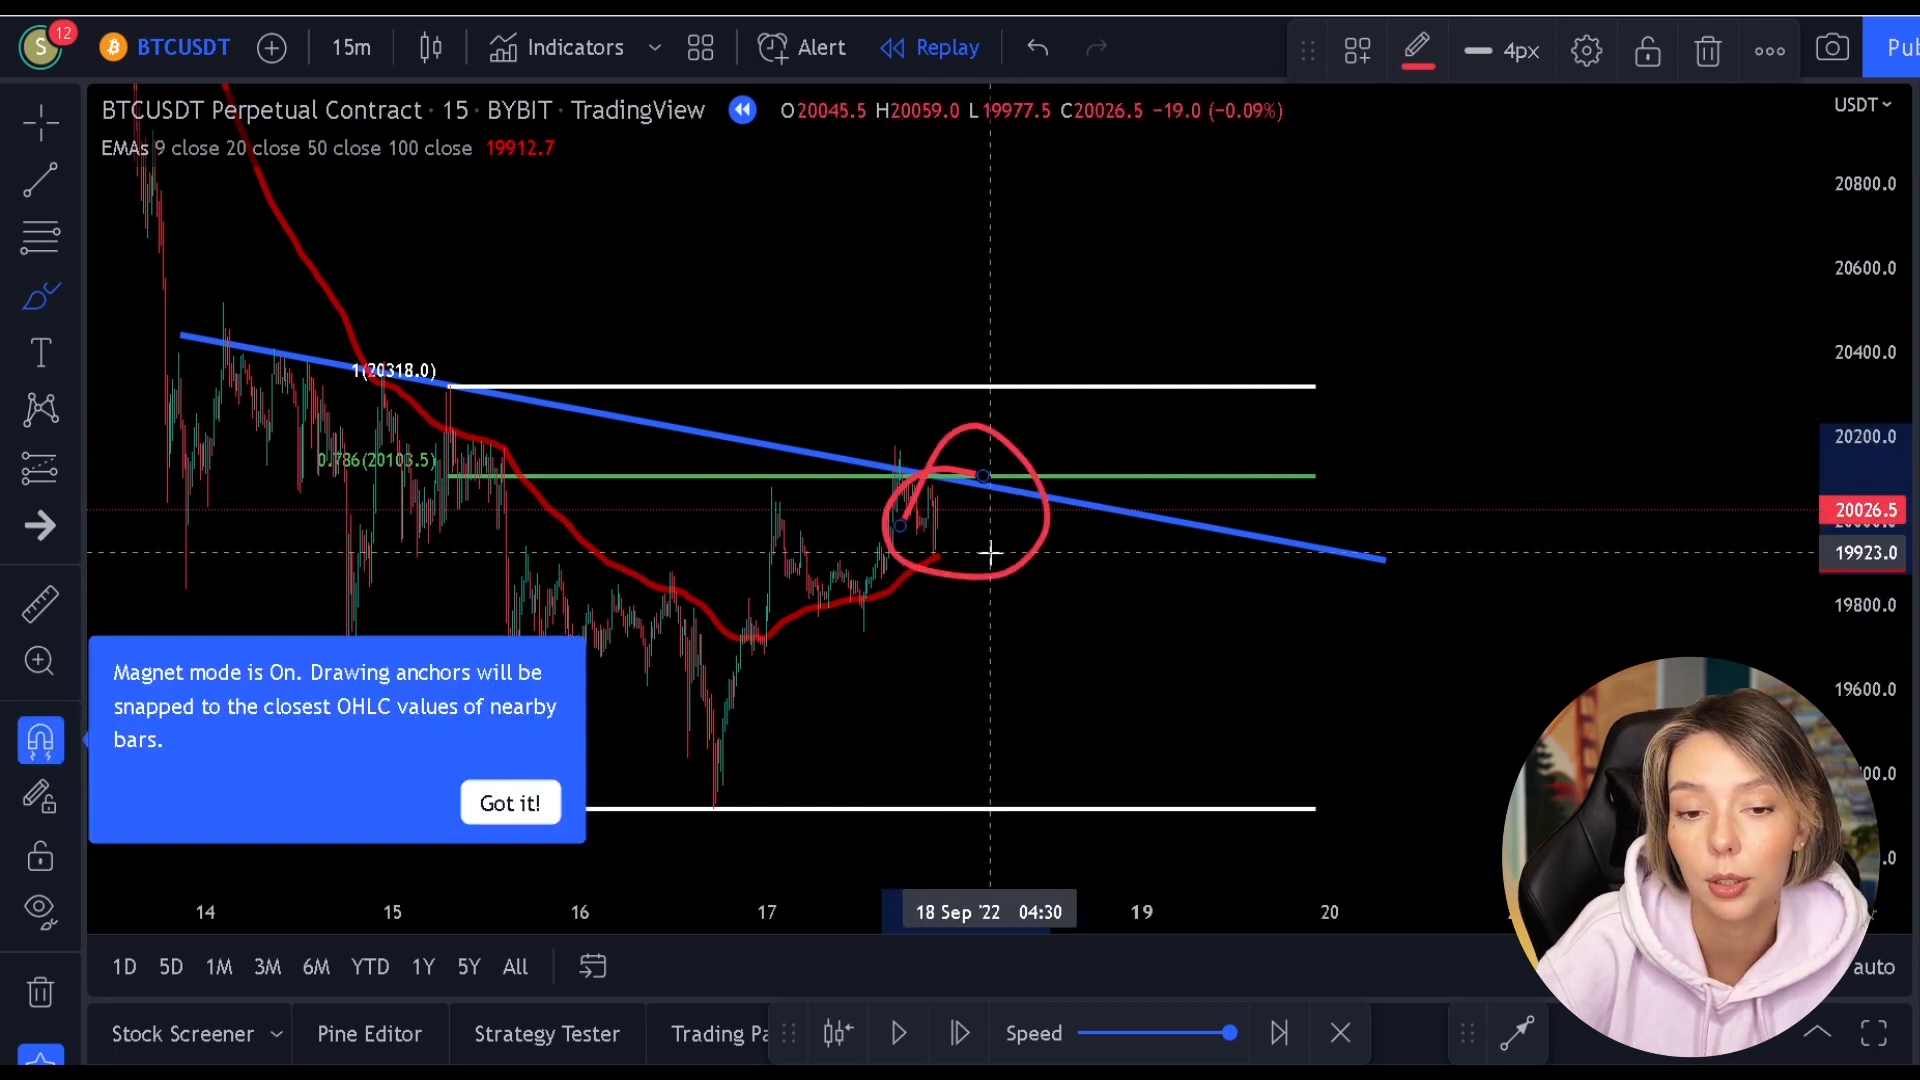 S 12 BTCUSDT 15m Indicators Alert Replay 4px Pub
BTCUSDT Perpetual Contract · 15 · BYBIT · TradingView O20045.5 H20059.0 L19977.5 C20026.5 −19.0 (−0.09%) USDT
EMAs 9 close 20 close 50 close 100 close 19912.7
20800.0
20600.0
20400.0
1(20318.0)
20200.0
0.786(20103.5)
20026.5
19923.0
19800.0
Magnet mode is On. Drawing anchors will be
snapped to the closest OHLC values of nearby
bars.
19600.0
Got it!
14 15 16 17 18 Sep '22 04:30 19 20
1D 5D 1M 3M 6M YTD 1Y 5Y All auto
Stock Screener Pine Editor Strategy Tester Trading Pa Speed